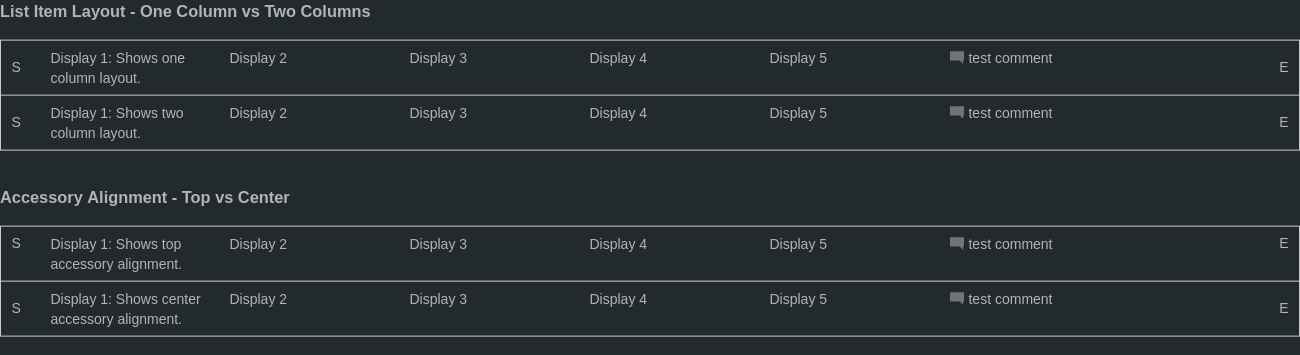 List Item Layout - One Column vs Two Columns
S Display 1: Shows one column layout. Display 2 Display 3 Display 4 Display 5 test comment E
S Display 1: Shows two column layout. Display 2 Display 3 Display 4 Display 5 test comment E
Accessory Alignment - Top vs Center
S Display 1: Shows top accessory alignment. Display 2 Display 3 Display 4 Display 5 test comment E
S Display 1: Shows center accessory alignment. Display 2 Display 3 Display 4 Display 5 test comment E